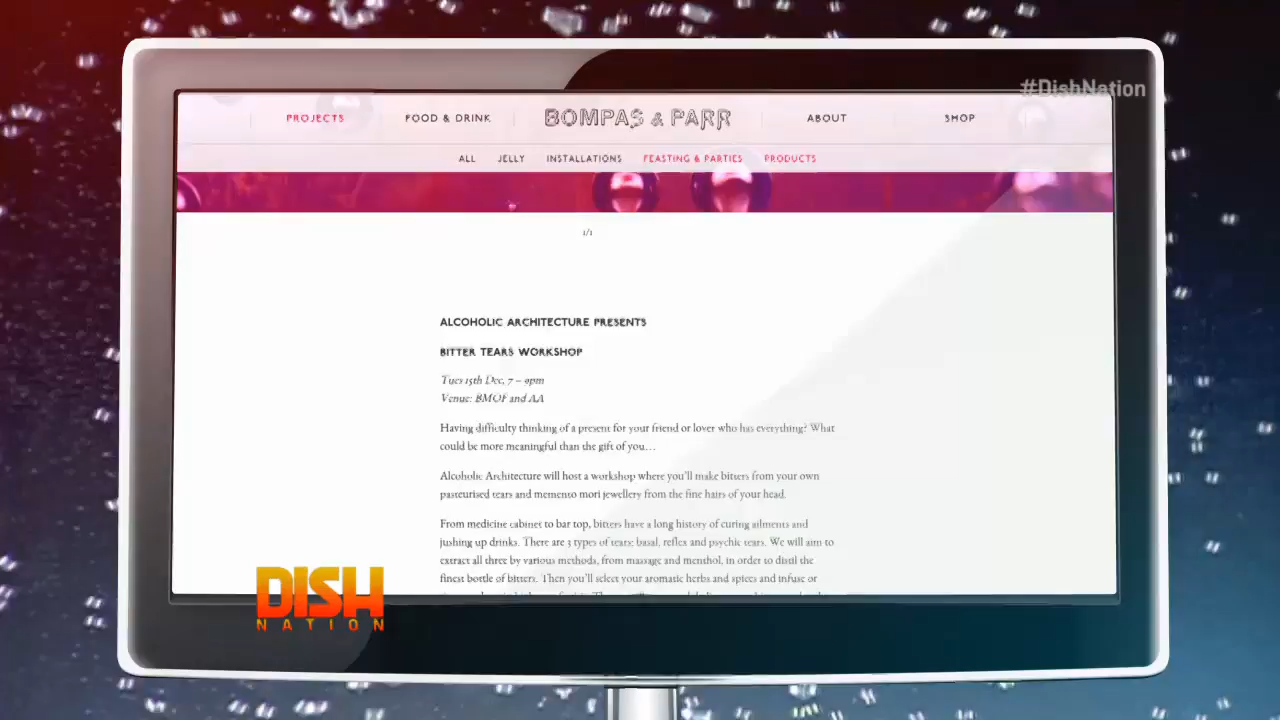 #DishNation
PROJECTS FOOD & DRINK BOMPAS & PARR ABOUT SHOP
ALL JELLY INSTALLATIONS FEASTING & PARTIES PRODUCTS
1/1
ALCOHOLIC ARCHITECTURE PRESENTS
BITTER TEARS WORKSHOP
Tues 15th Dec, 7 – 9pm
Venue: BMOF and AA
Having difficulty thinking of a present for your friend or lover who has everything? What
could be more meaningful than the gift of you…
Alcoholic Architecture will host a workshop where you'll make bitters from your own
pasteurised tears and memento mori jewellery from the fine hairs of your head.
From medicine cabinet to bar top, bitters have a long history of curing ailments and
jushing up drinks. There are 3 types of tears; basal, reflex and psychic tears. We will aim to
extract all three by various methods, from massage and menthol, in order to distil the
finest bottle of bitters. Then you'll select your aromatic herbs and spices and infuse or
DISH
NATION